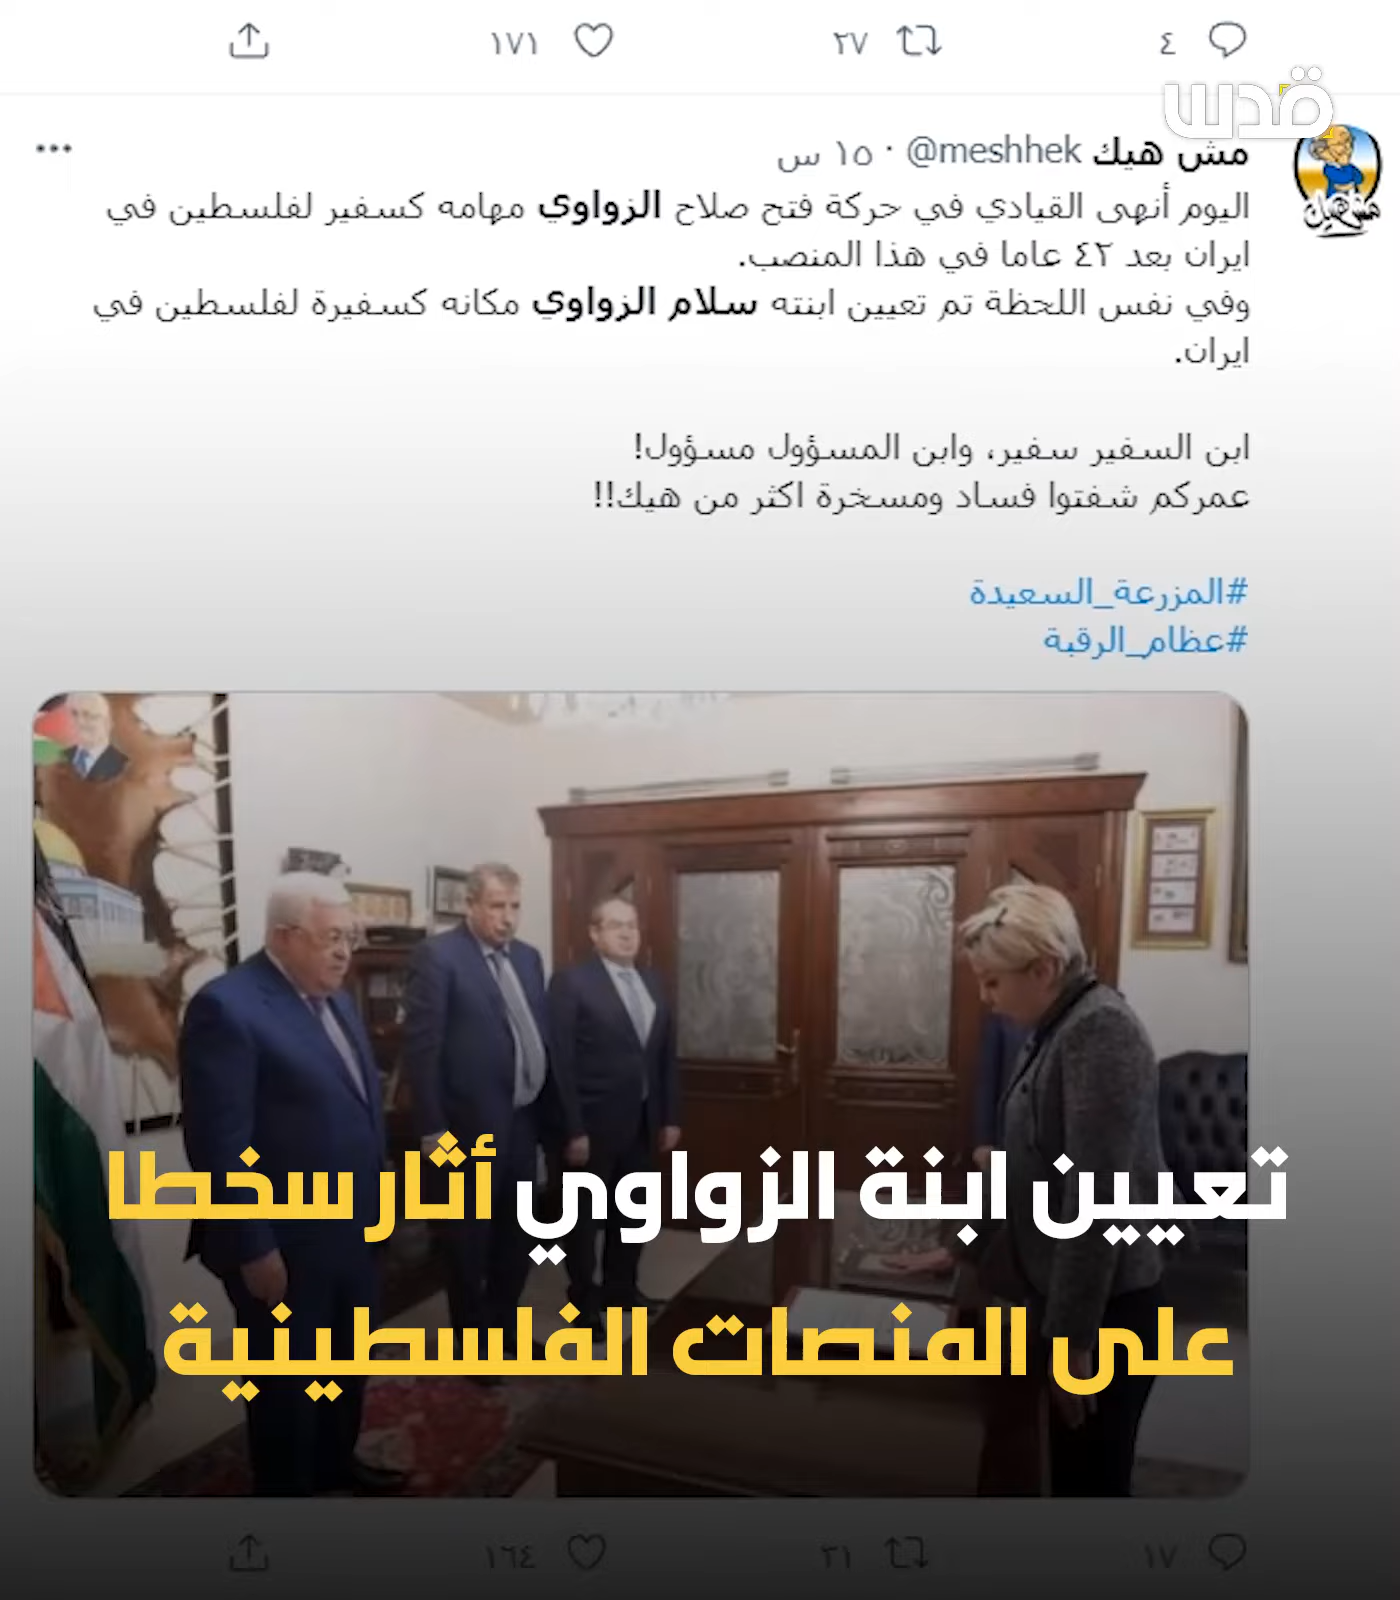 ٤ ٢٧ ١٧١
قدس
مش هيك @meshhek · ١٥ س
اليوم أنهى القيادي في حركة فتح صلاح الزواوي مهامه كسفير لفلسطين في
ايران بعد ٤٢ عاما في هذا المنصب.
وفي نفس اللحظة تم تعيين ابنته سلام الزواوي مكانه كسفيرة لفلسطين في
ايران.
ابن السفير سفير، وابن المسؤول مسؤول!
عمركم شفتوا فساد ومسخرة اكثر من هيك!!
#المزرعة_السعيدة
#عظام_الرقبة
تعيين ابنة الزواوي أثار سخطا
على المنصات الفلسطينية
١٧ ٢١ ١٦٤